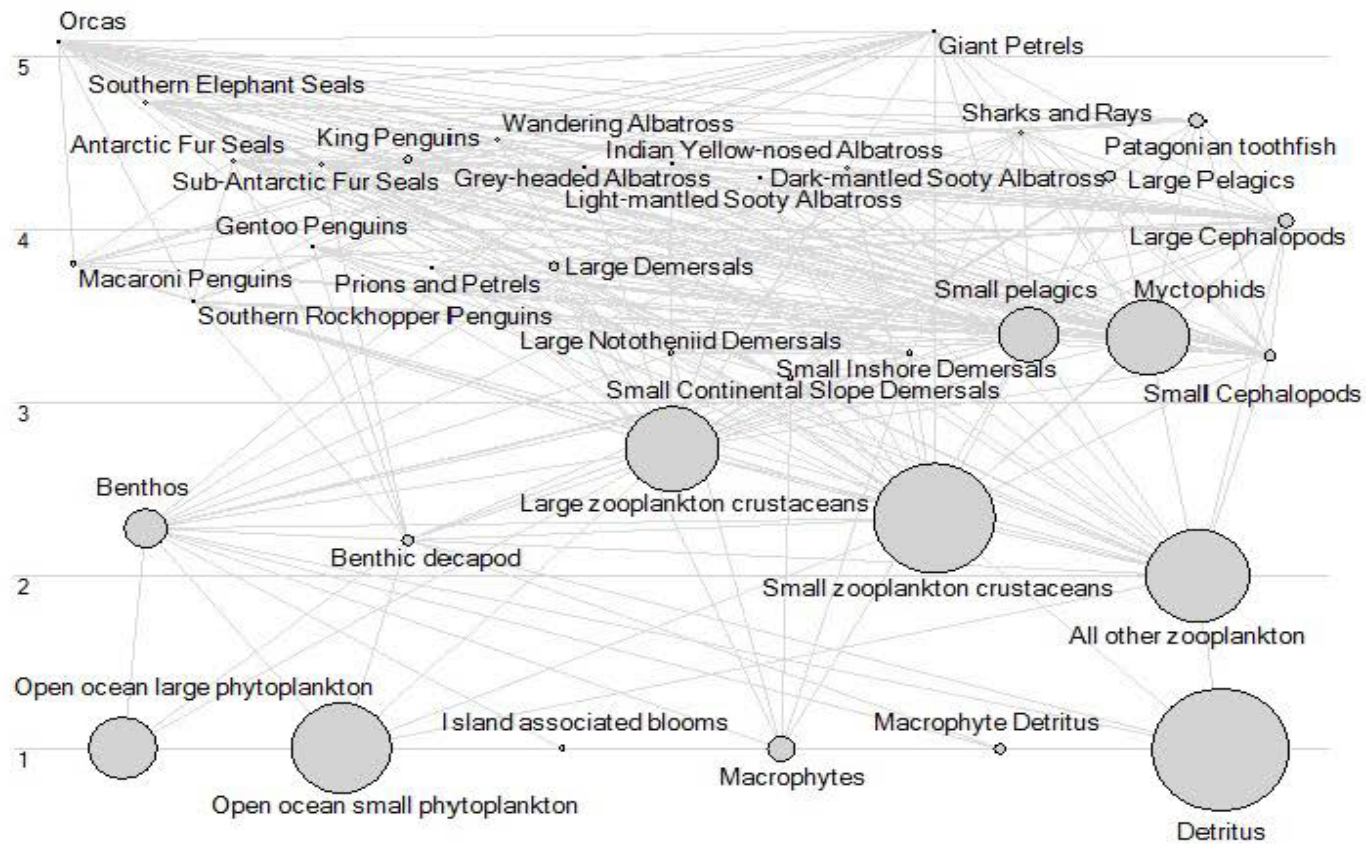 Orcas
Giant Petrels
5
Southern Elephant Seals
Sharks and Rays
Wandering Albatross
King Penguins
Antarctic Fur Seals
Patagonian toothfish
Indian Yellow-nosed Albatross
Sub-Antarctic Fur Seals
Grey-headed Albatross
Dark-mantled Sooty Albatross
Large Pelagics
Light-mantled Sooty Albatross
Gentoo Penguins
4
Large Cephalopods
Large Demersals
Macaroni Penguins
Prions and Petrels
Small pelagics
Myctophids
Southern Rockhopper Penguins
Large Nototheniid Demersals
Small Inshore Demersals
Small Continental Slope Demersals
Small Cephalopods
3
Benthos
Large zooplankton crustaceans
Benthic decapod
2
Small zooplankton crustaceans
All other zooplankton
Open ocean large phytoplankton
Island associated blooms
Macrophyte Detritus
1
Macrophytes
Open ocean small phytoplankton
Detritus